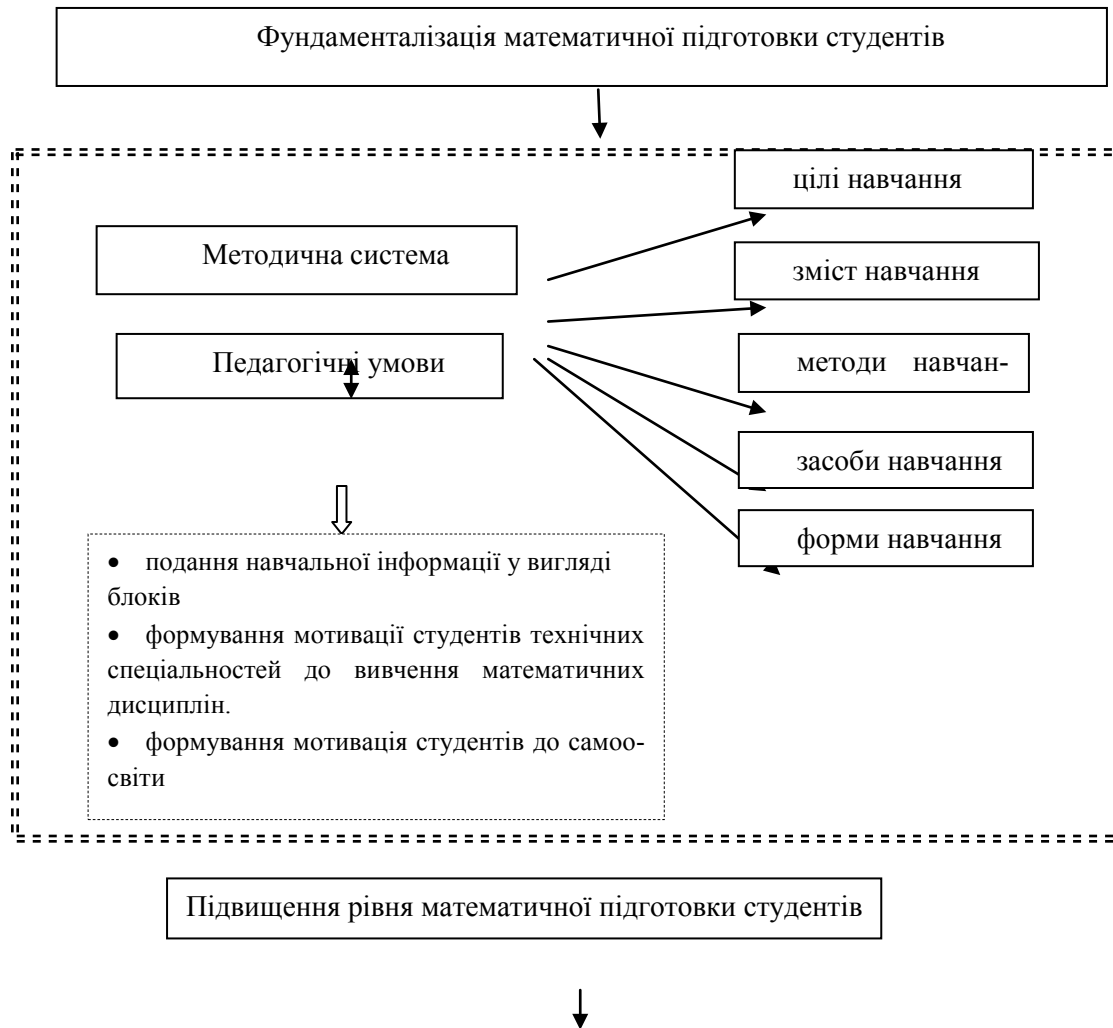 Фундаменталізація математичної підготовки студентів
цілі навчання
Методична система
зміст навчання
Педагогічні умови
методи навчан-
засоби навчання
форми навчання
• подання навчальної інформації у вигляді
блоків
• формування мотивації студентів технічних
спеціальностей до вивчення математичних
дисциплін.
• формування мотивація студентів до самоо-
світи
Підвищення рівня математичної підготовки студентів